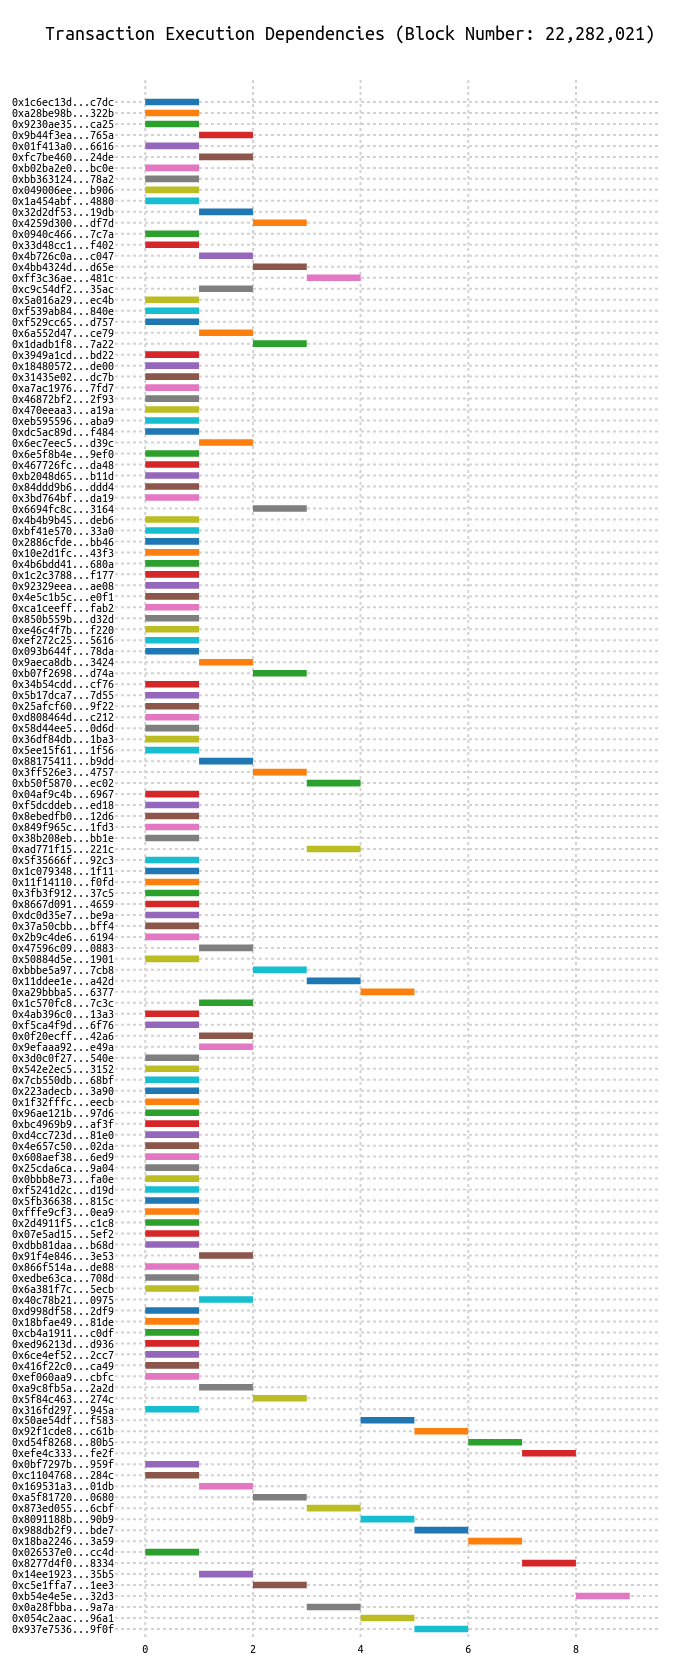 Transaction Execution Dependencies (Block Number: 22,282,021)
0x1c6ec13d...c7dc
0xa28be98b...322b
0x9230ae35...ca25
0x9b44f3ea...765a
0x01f413a0...6616
0xfc7be460...24de
0xb02ba2e0...bc0e
0xbb363124...78a2
0x049006ee...b906
0x1a454abf...4880
0x32d2df53...19db
0x4259d300...df7d
0x0940c466...7c7a
0x33d48cc1...f402
0x4b726c0a...c047
0x4bb4324d...d65e
0xff3c36ae...481c
0xc9c54df2...35ac
0x5a016a29...ec4b
0xf539ab84...840e
0xf529cc65...d757
0x6a552d47...ce79
0x1dadb1f8...7a22
0x3949a1cd...bd22
0x18480572...de00
0x31435e02...dc7b
0xa7ac1976...7fd7
0x46872bf2...2f93
0x470eeaa3...a19a
0xeb595596...aba9
0xdc5ac89d...f484
0x6ec7eec5...d39c
0x6e5f8b4e...9ef0
0x467726fc...da48
0xb2048d65...b11d
0x84ddd9b6...ddd4
0x3bd764bf...da19
0x6694fc8c...3164
0x4b4b9b45...deb6
0xbf41e570...33a0
0x2886cfde...bb46
0x10e2d1fc...43f3
0x4b6bdd41...680a
0x1c2c3788...f177
0x92329eea...ae08
0x4e5c1b5c...e0f1
0xca1ceeff...fab2
0x850b559b...d32d
0xe46c4f7b...f220
0xef272c25...5616
0x093b644f...78da
0x9aeca8db...3424
0xb07f2698...d74a
0x34b54cdd...cf76
0x5b17dca7...7d55
0x25afcf60...9f22
0xd808464d...c212
0x58d44ee5...0d6d
0x36df84db...1ba3
0x5ee15f61...1f56
0x88175411...b9dd
0x3ff526e3...4757
0xb50f5870...ec02
0x04af9c4b...6967
0xf5dcddeb...ed18
0x8ebedfb0...12d6
0x849f965c...1fd3
0x38b208eb...bb1e
0xad771f15...221c
0x5f35666f...92c3
0x1c079348...1f11
0x11f14110...f0fd
0x3fb3f912...37c5
0x8667d091...4659
0xdc0d35e7...be9a
0x37a50cbb...bff4
0x2b9c4de6...6194
0x47596c09...0883
0x50884d5e...1901
0xbbbe5a97...7cb8
0x11ddee1e...a42d
0xa29bbba5...6377
0x1c570fc8...7c3c
0x4ab396c0...13a3
0xf5ca4f9d...6f76
0x0f20ecff...42a6
0x9efaaa92...e49a
0x3d0c0f27...540e
0x542e2ec5...3152
0x7cb550db...68bf
0x223adecb...3a90
0x1f32fffc...eecb
0x96ae121b...97d6
0xbc4969b9...af3f
0xd4cc723d...81e0
0x4e657c50...02da
0x608aef38...6ed9
0x25cda6ca...9a04
0x0bbb8e73...fa0e
0xf5241d2c...d19d
0x5fb36638...815c
0xfffe9cf3...0ea9
0x2d4911f5...c1c8
0x07e5ad15...5ef2
0xdbb81daa...b68d
0x91f4e846...3e53
0x866f514a...de88
0xedbe63ca...708d
0x6a381f7c...5ecb
0x40c78b21...0975
0xd998df58...2df9
0x18bfae49...81de
0xcb4a1911...c0df
0xed96213d...d936
0x6ce4ef52...2cc7
0x416f22c0...ca49
0xef060aa9...cbfc
0xa9c8fb5a...2a2d
0x5f84c463...274c
0x316fd297...945a
0x50ae54df...f583
0x92f1cde8...c61b
0xd54f8268...80b5
0xefe4c333...fe2f
0x0bf7297b...959f
0xc1104768...284c
0x169531a3...01db
0xa5f81720...0680
0x873ed055...6cbf
0x8091188b...90b9
0x988db2f9...bde7
0x18ba2246...3a59
0x026537e0...cc4d
0x8277d4f0...8334
0x14ee1923...35b5
0xc5e1ffa7...1ee3
0xb54e4e5e...32d3
0x0a28fbba...9a7a
0x054c2aac...96a1
0x937e7536...9f0f
0 2 4 6 8